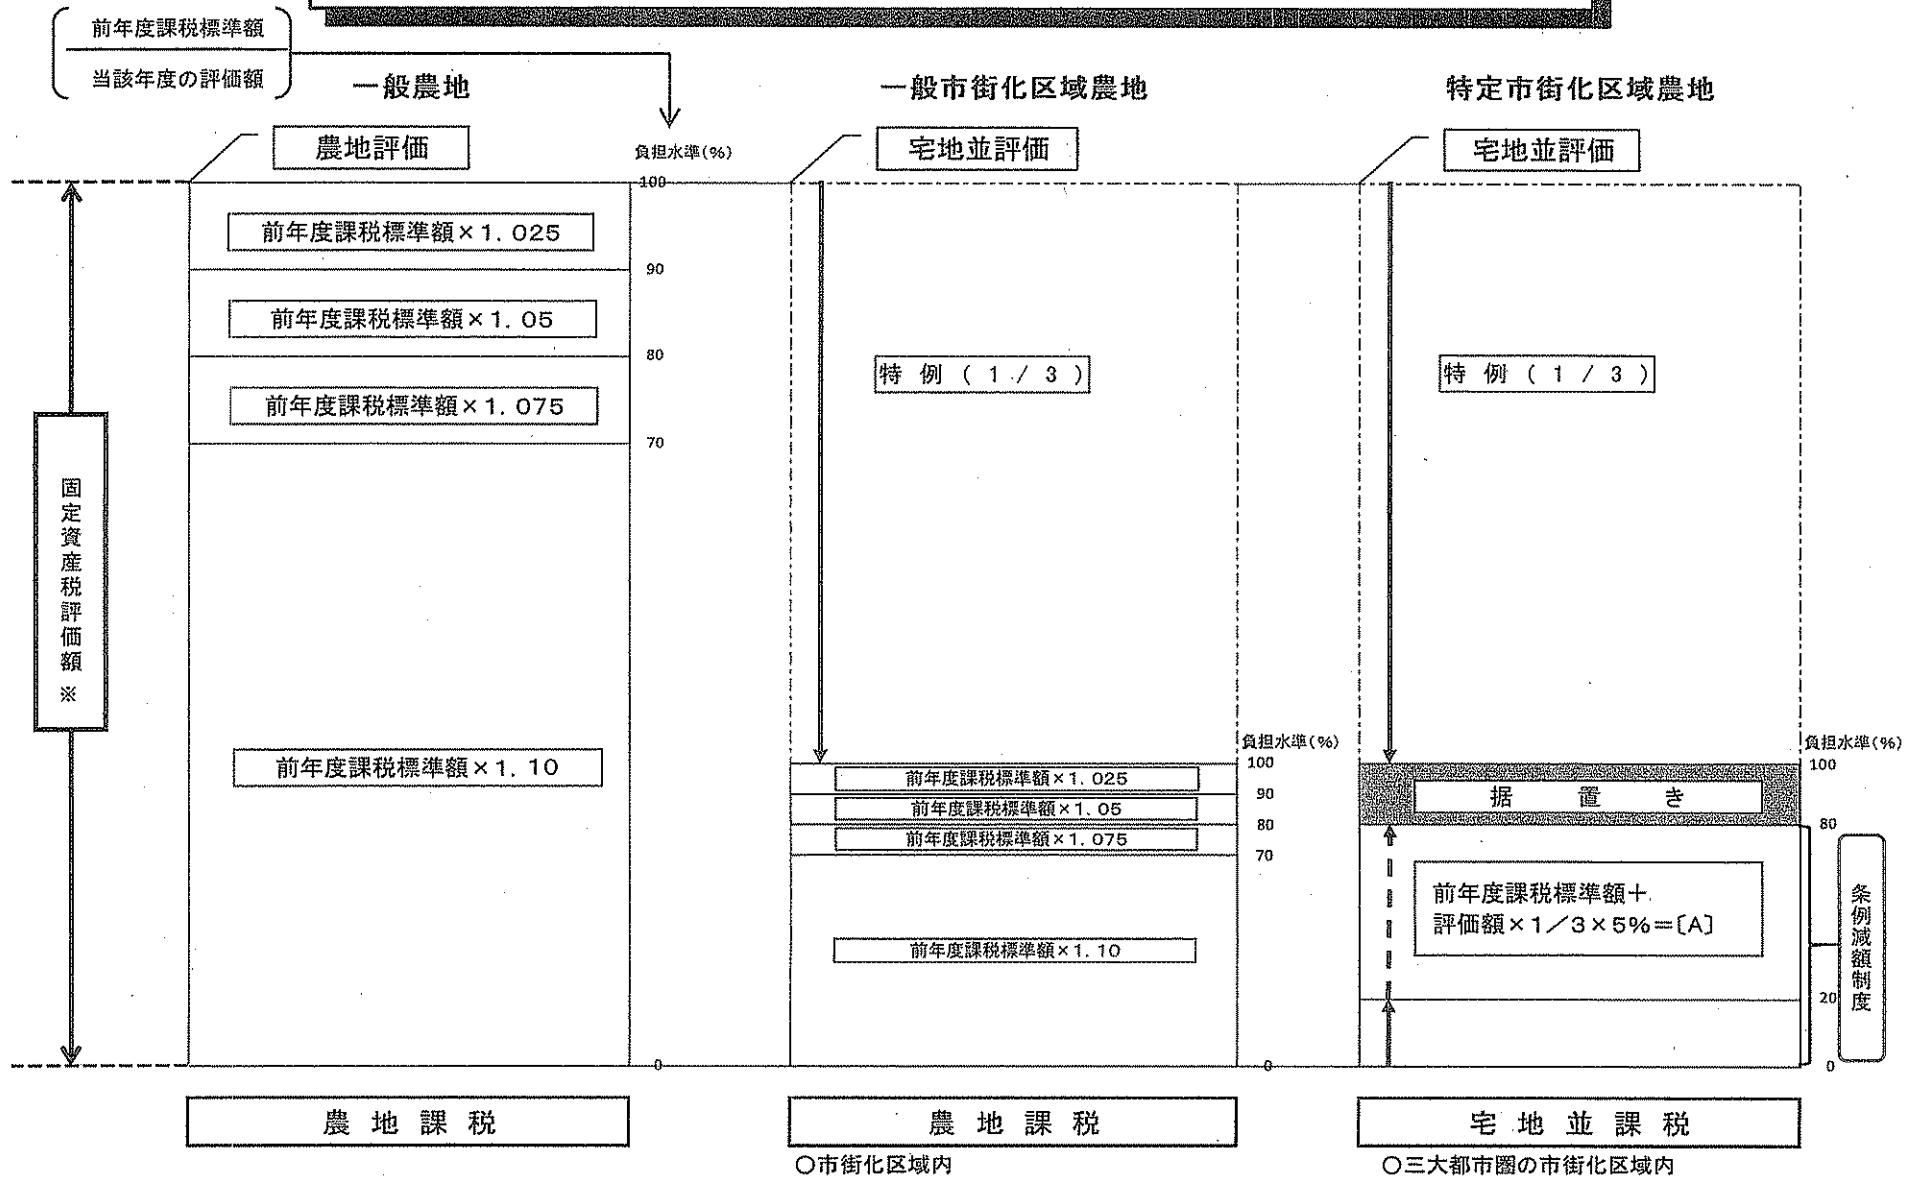 前年度課税標準額
当該年度の評価額
一般農地
一般市街化区域農地
特定市街化区域農地
農地評価
負担水準(%)
宅地並評価
宅地並評価
100
前年度課税標準額×1.025
90
前年度課税標準額×1.05
80
前年度課税標準額×1.075
70
前年度課税標準額×1.10
0
固定資産税評価額※
特例(1/3)
負担水準(%)
100
前年度課税標準額×1.025
90
前年度課税標準額×1.05
80
前年度課税標準額×1.075
70
前年度課税標準額×1.10
0
特例(1/3)
負担水準(%)
100
据置き
80
前年度課税標準額+
評価額×1/3×5%=〔A〕
20
0
条例減額制度
農地課税
農地課税
宅地並課税
○市街化区域内
○三大都市圏の市街化区域内